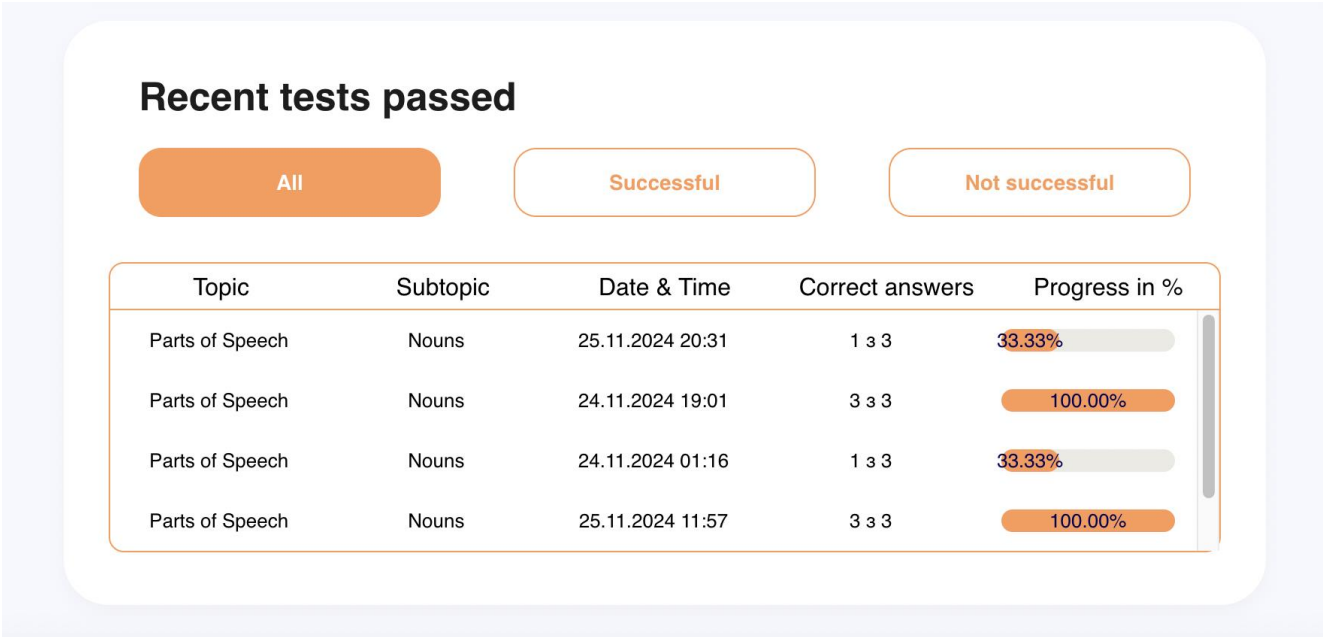 Recent tests passed
All Successful Not successful
Topic Subtopic Date & Time Correct answers Progress in %
Parts of Speech Nouns 25.11.2024 20:31 1 з 3 33.33%
Parts of Speech Nouns 24.11.2024 19:01 3 з 3 100.00%
Parts of Speech Nouns 24.11.2024 01:16 1 з 3 33.33%
Parts of Speech Nouns 25.11.2024 11:57 3 з 3 100.00%